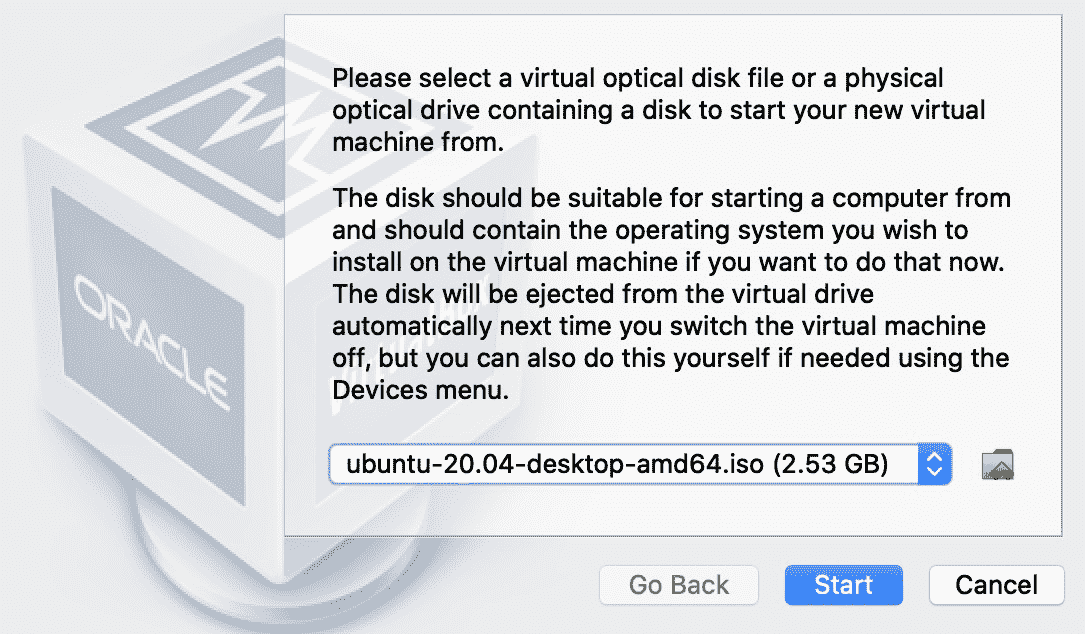 Please select a virtual optical disk file or a physical
optical drive containing a disk to start your new virtual
machine from.
The disk should be suitable for starting a computer from
and should contain the operating system you wish to
install on the virtual machine if you want to do that now.
The disk will be ejected from the virtual drive
automatically next time you switch the virtual machine
off, but you can also do this yourself if needed using the
Devices menu.
ORACLE
VirtualBox
ubuntu-20.04-desktop-amd64.iso (2.53 GB)
Go Back
Start
Cancel